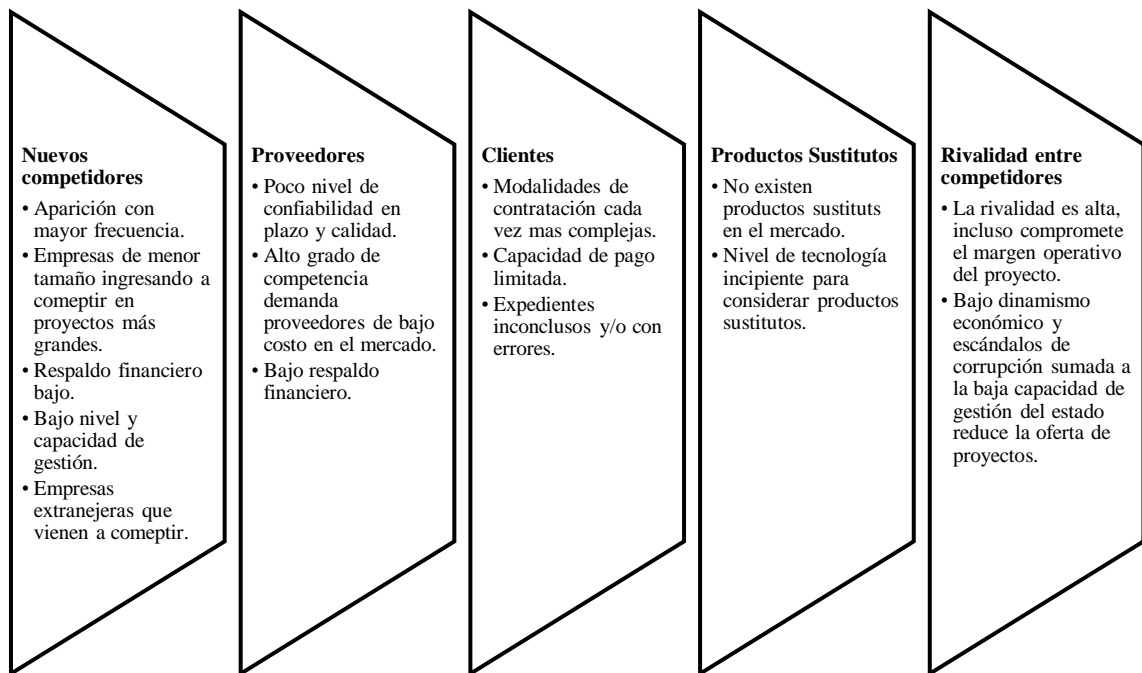 Nuevos
competidores
• Aparición con
mayor frecuencia.
• Empresas de menor
tamaño ingresando a
comeptir en
proyectos más
grandes.
• Respaldo financiero
bajo.
• Bajo nivel y
capacidad de
gestión.
• Empresas
extranejeras que
vienen a comeptir.
Proveedores
• Poco nivel de
confiabilidad en
plazo y calidad.
• Alto grado de
competencia
demanda
proveedores de bajo
costo en el mercado.
• Bajo respaldo
financiero.
Clientes
• Modalidades de
contratación cada
vez mas complejas.
• Capacidad de pago
limitada.
• Expedientes
inconclusos y/o con
errores.
Productos Sustitutos
• No existen
productos sustituts
en el mercado.
• Nivel de tecnología
incipiente para
considerar productos
sustitutos.
Rivalidad entre
competidores
• La rivalidad es alta,
incluso compromete
el margen operativo
del proyecto.
• Bajo dinamismo
económico y
escándalos de
corrupción sumada a
la baja capacidad de
gestión del estado
reduce la oferta de
proyectos.